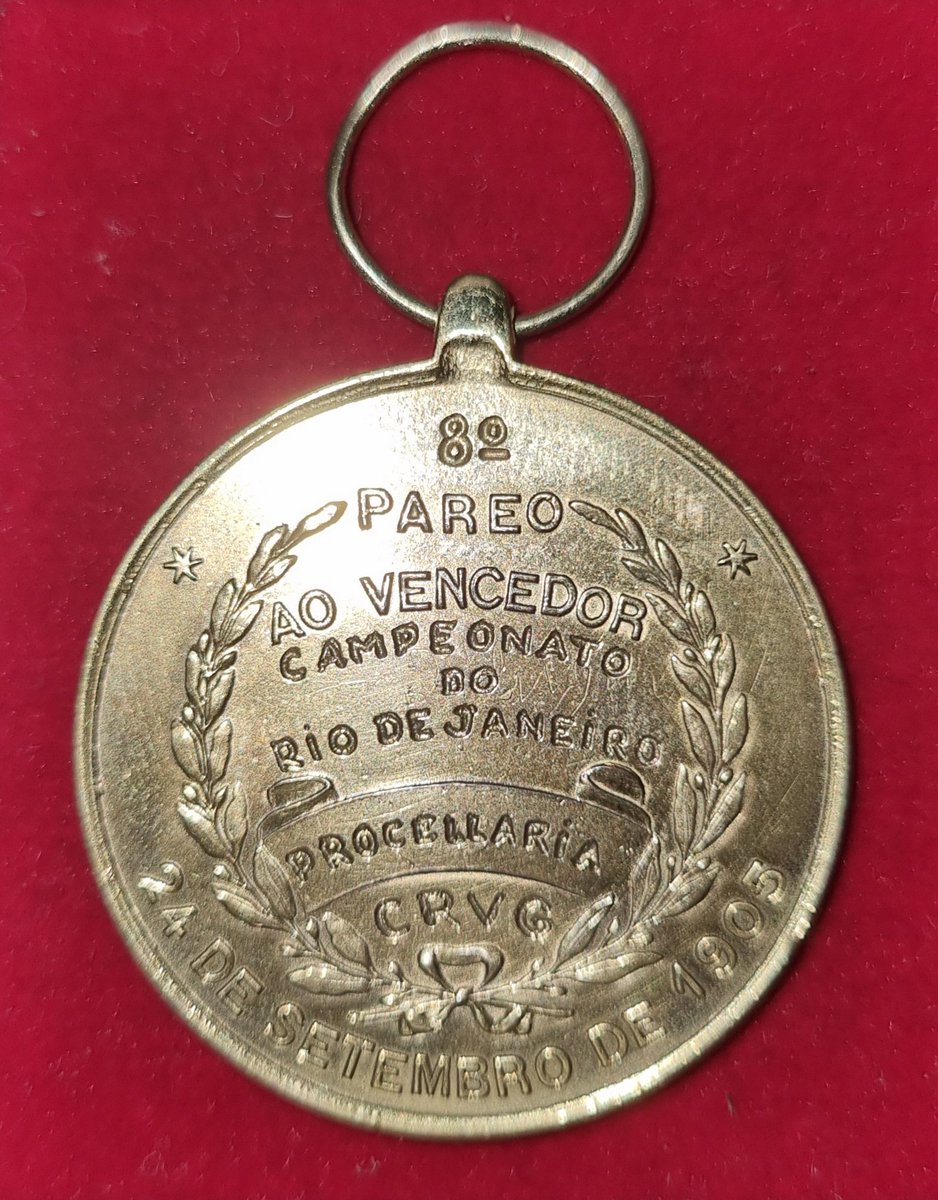 8º
PAREO
AO VENCEDOR
CAMPEONATO
DO
RIO DE JANEIRO
PROCELLARIA
CRVG
24 DE SETEMBRO DE 1905